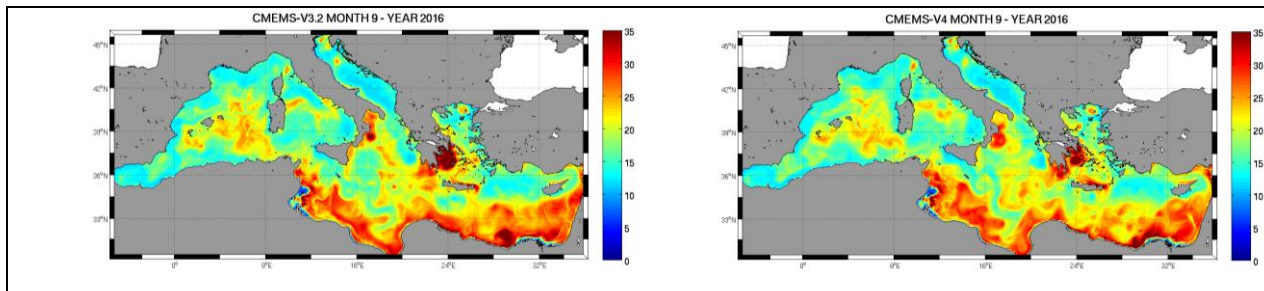 CMEMS-V3.2 MONTH 9 - YEAR 2016
45°N
42°N
39°N
36°N
33°N
0°
8°E
16°E
24°E
32°E
35
30
25
20
15
10
5
0
CMEMS-V4 MONTH 9 - YEAR 2016
45°N
42°N
39°N
36°N
33°N
0°
8°E
16°E
24°E
32°E
35
30
25
20
15
10
5
0